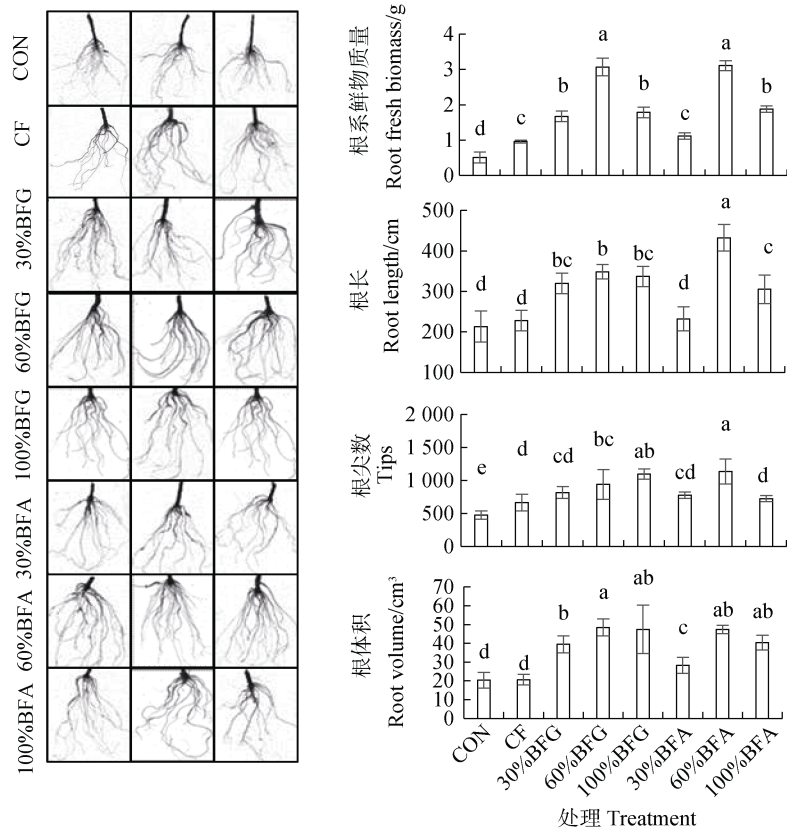 CON
CF
30%BFG
60%BFG
100%BFG
30%BFA
60%BFA
100%BFA
根系鲜物质量
Root fresh biomass/g
4
3
2
1
0
d
c
b
a
b
c
a
b
根长
Root length/cm
500
400
300
200
100
d
d
bc
b
bc
d
a
c
根尖数
Tips
2 000
1 500
1 000
500
0
e
d
cd
bc
ab
cd
a
d
根体积
Root volume/cm³
70
60
50
40
30
20
10
0
d
d
b
a
ab
c
ab
ab
CON
CF
30%BFG
60%BFG
100%BFG
30%BFA
60%BFA
100%BFA
处理 Treatment